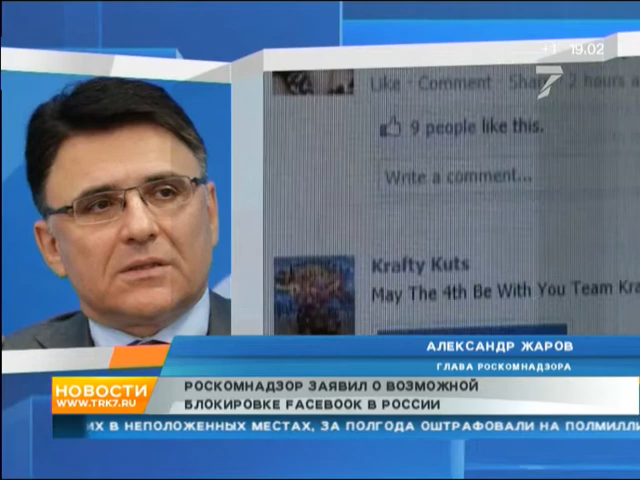 +1 19.02
7
Like · Comment · Share · 2 hours a
9 people like this.
Write a comment...
Krafty Kuts
May The 4th Be With You Team Kra
АЛЕКСАНДР ЖАРОВ
ГЛАВА РОСКОМНАДЗОРА
НОВОСТИ
WWW.TRK7.RU
РОСКОМНАДЗОР ЗАЯВИЛ О ВОЗМОЖНОЙ
БЛОКИРОВКЕ FACEBOOK В РОССИИ
ИХ В НЕПОЛОЖЕННЫХ МЕСТАХ, ЗА ПОЛГОДА ОШТРАФОВАЛИ НА ПОЛМИЛЛИ